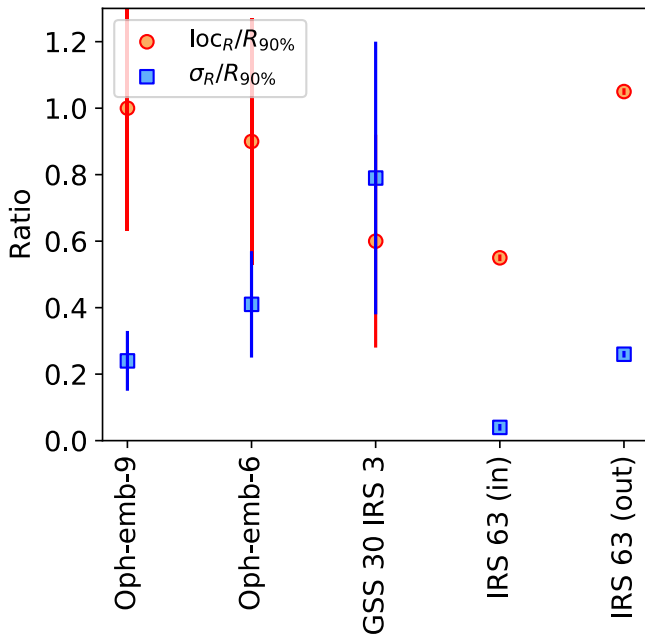 loc_R/R_90%
σ_R/R_90%
Ratio
1.2
1.0
0.8
0.6
0.4
0.2
0.0
Oph-emb-9
Oph-emb-6
GSS 30 IRS 3
IRS 63 (in)
IRS 63 (out)